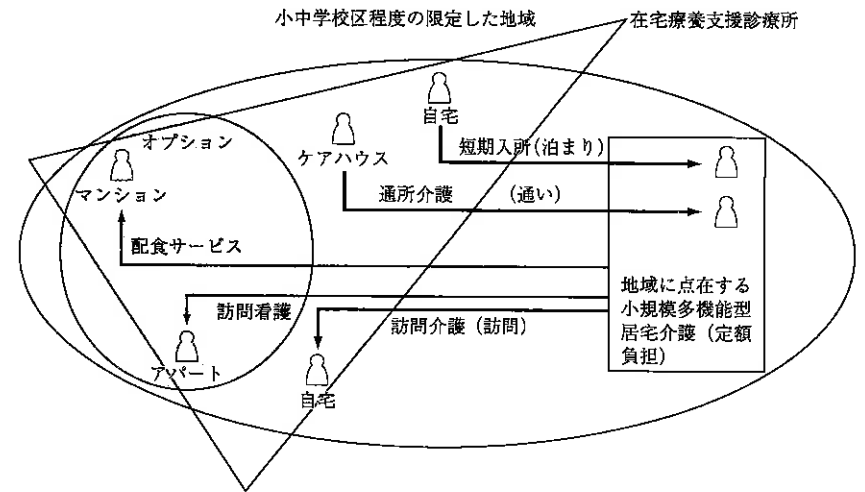 小中学校区程度の限定した地域
在宅療養支援診療所
自宅
オプション
ケアハウス
短期入所(泊まり)
マンション
通所介護 (通い)
配食サービス
地域に点在する
小規模多機能型
居宅介護(定額
負担)
訪問看護
訪問介護(訪問)
アパート
自宅